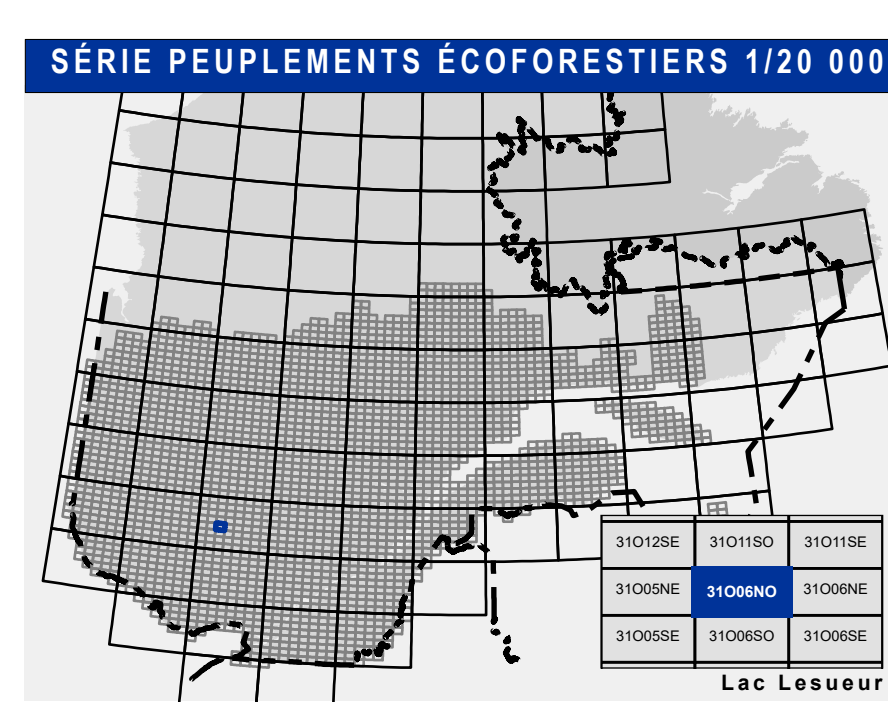 SÉRIE PEUPLEMENTS ÉCOFORESTIERS 1/20 000
31O12SE 31O11SO 31O11SE
31O05NE 31O06NO 31O06NE
31O05SE 31O06SO 31O06SE
Lac Lesueur